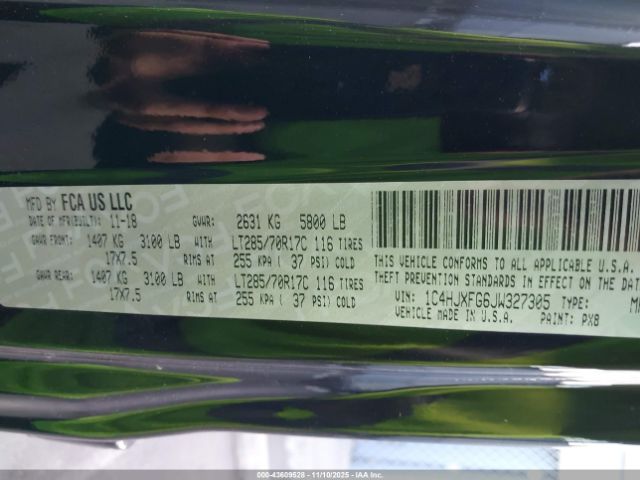 MFD BY FCA US LLC
DATE OF MFR(BUILT): 11-18 GVWR: 2631 KG 5800 LB
GAWR FRONT: 1407 KG 3100 LB WITH LT285/70R17C 116 TIRES
17X7.5 RIMS AT 255 KPA ( 37 PSI) COLD
GAWR REAR: 1407 KG 3100 LB WITH LT285/70R17C 116 TIRES
17X7.5 RIMS AT 255 KPA ( 37 PSI) COLD
THIS VEHICLE CONFORMS TO ALL APPLICABLE U.S.A.
THEFT PREVENTION STANDARDS IN EFFECT ON THE D
VIN: 1C4HJXFG6JW327305 TYPE:
VEHICLE MADE IN U.S.A. PAINT: PX8
000-43609528 - 11/10/2025 - IAAI.COM